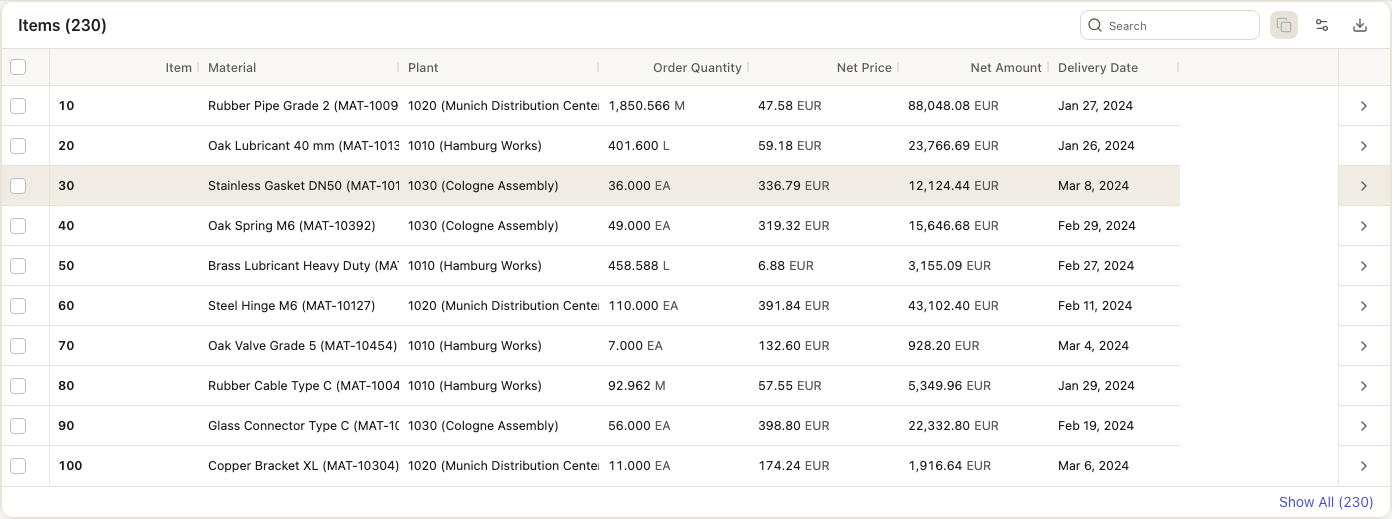 Items (230)
Search
Item Material Plant Order Quantity Net Price Net Amount Delivery Date
10 Rubber Pipe Grade 2 (MAT-1009 1020 (Munich Distribution Center 1,850.566 M 47.58 EUR 88,048.08 EUR Jan 27, 2024
20 Oak Lubricant 40 mm (MAT-1013 1010 (Hamburg Works) 401.600 L 59.18 EUR 23,766.69 EUR Jan 26, 2024
30 Stainless Gasket DN50 (MAT-101 1030 (Cologne Assembly) 36.000 EA 336.79 EUR 12,124.44 EUR Mar 8, 2024
40 Oak Spring M6 (MAT-10392) 1030 (Cologne Assembly) 49.000 EA 319.32 EUR 15,646.68 EUR Feb 29, 2024
50 Brass Lubricant Heavy Duty (MA 1010 (Hamburg Works) 458.588 L 6.88 EUR 3,155.09 EUR Feb 27, 2024
60 Steel Hinge M6 (MAT-10127) 1020 (Munich Distribution Center 110.000 EA 391.84 EUR 43,102.40 EUR Feb 11, 2024
70 Oak Valve Grade 5 (MAT-10454) 1010 (Hamburg Works) 7.000 EA 132.60 EUR 928.20 EUR Mar 4, 2024
80 Rubber Cable Type C (MAT-1004 1010 (Hamburg Works) 92.962 M 57.55 EUR 5,349.96 EUR Jan 29, 2024
90 Glass Connector Type C (MAT-10 1030 (Cologne Assembly) 56.000 EA 398.80 EUR 22,332.80 EUR Feb 19, 2024
100 Copper Bracket XL (MAT-10304) 1020 (Munich Distribution Center 11.000 EA 174.24 EUR 1,916.64 EUR Mar 6, 2024
Show All (230)